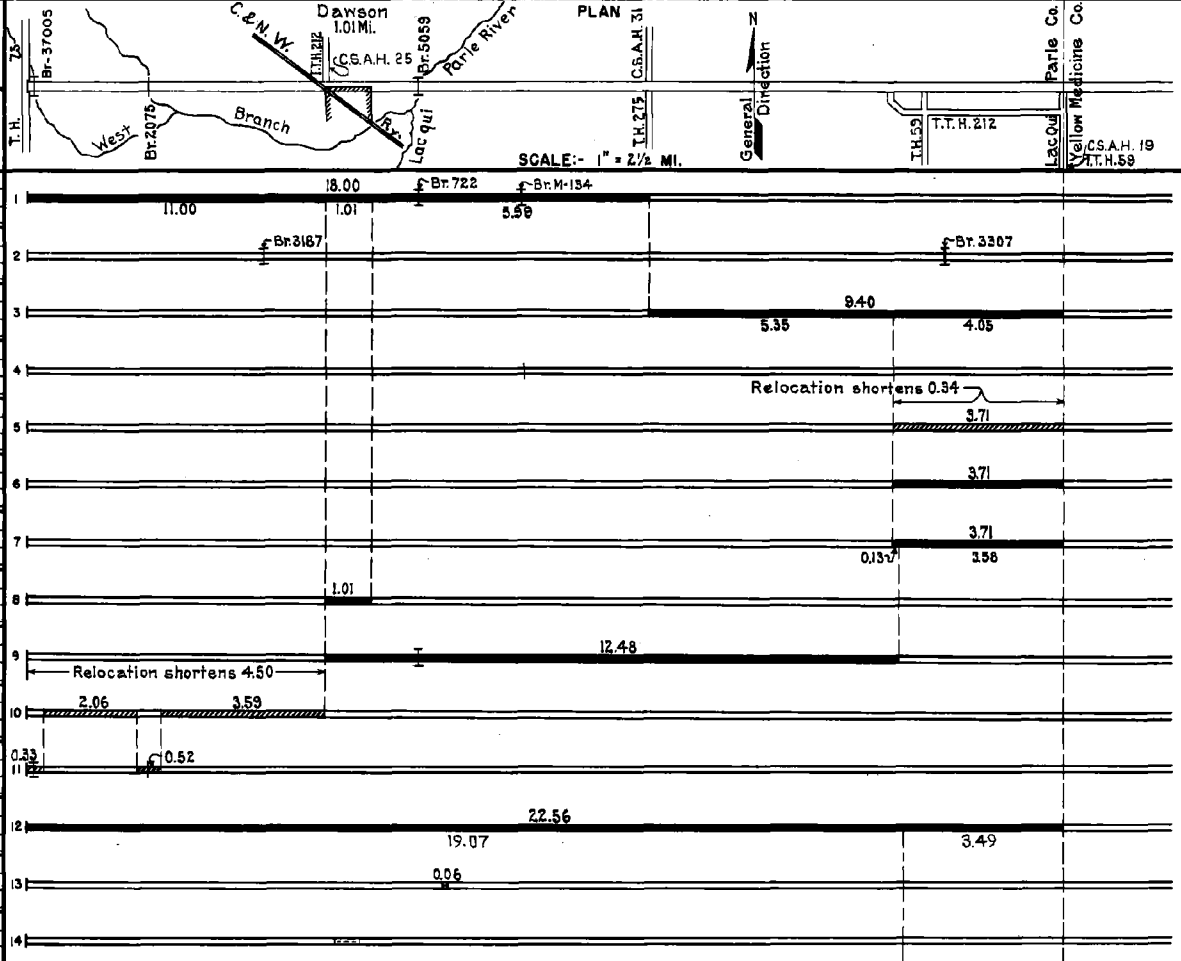 PLAN
Dawson
1.01 Mi.
C. & N. W.
Ry.
T.H. 75
Br-37005
Br. 2075
West Branch
T.T.H. 212
C.S.A.H. 25
Br. 5059
Lac qui Parle River
C.S.A.H. 31
T.H. 275
N
General Direction
T.H. 59
T.T.H. 212
Lac Qui Parle Co.
Yellow Medicine Co.
C.S.A.H. 19
T.T.H. 59
SCALE:- 1" = 2½ MI.
1 18.00 Br. 722 Br. M-134
11.00 1.01 5.99
2 Br. 3187 Br. 3307
3 9.40
5.35 4.05
4
Relocation shortens 0.34
5 3.71
6 3.71
7 3.71
0.13 3.58
8 1.01
9 12.48
Relocation shortens 4.50
10 2.06 3.59
11 0.33 0.52
12 22.56
19.07 3.49
13 0.06
14